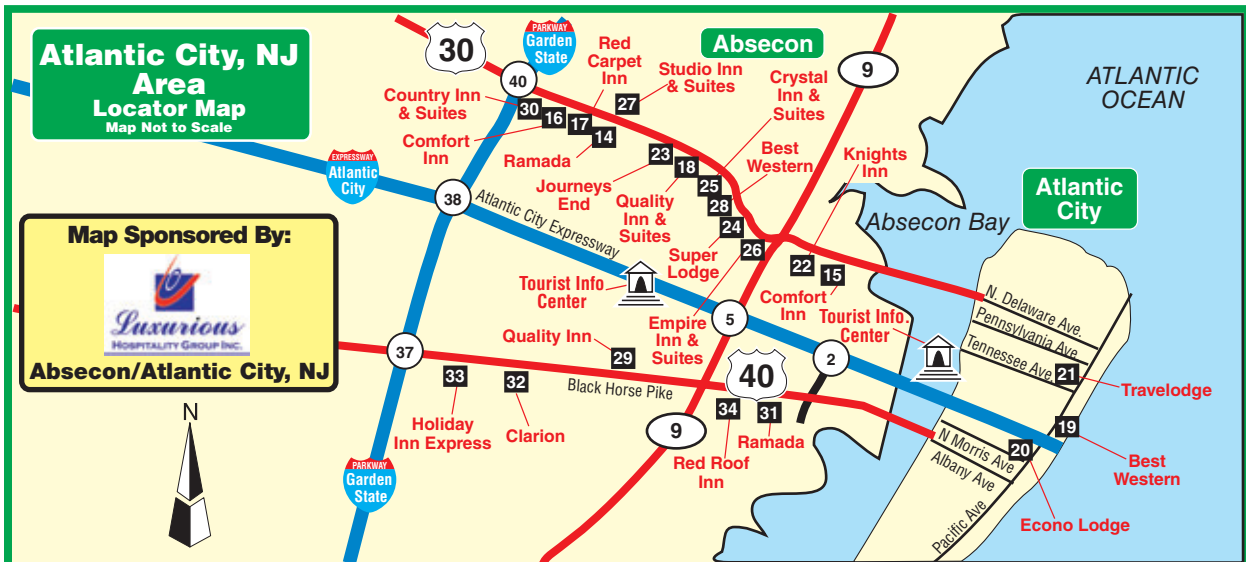 Atlantic City, NJ
Area
Locator Map
Map Not to Scale
30
PARKWAY
Garden
State
40
Red
Carpet
Inn
Absecon
27
Studio Inn
& Suites
Crystal
Inn &
Suites
9
ATLANTIC
OCEAN
Country Inn
& Suites
30
16
17
14
Comfort
Inn
Ramada
23
18
25
28
24
26
Journeys
End
Quality
Inn &
Suites
Super
Lodge
Empire
Inn &
Suites
Best
Western
Knights
Inn
22
15
Comfort
Inn
Absecon Bay
Atlantic
City
EXPRESSWAY
Atlantic
City
38
Atlantic City Expressway
Tourist Info
Center
5
2
Tourist Info.
Center
N. Delaware Ave.
Pennsylvania Ave.
Tennessee Ave.
21
Travelodge
19
Best
Western
20
Econo Lodge
N Morris Ave
Albany Ave
Pacific Ave
Map Sponsored By:
Luxurious
HOSPITALITY GROUP INC.
Absecon/Atlantic City, NJ
37
Quality Inn
29
Black Horse Pike
40
33
Holiday
Inn Express
32
Clarion
9
34
Red Roof
Inn
31
Ramada
PARKWAY
Garden
State
N